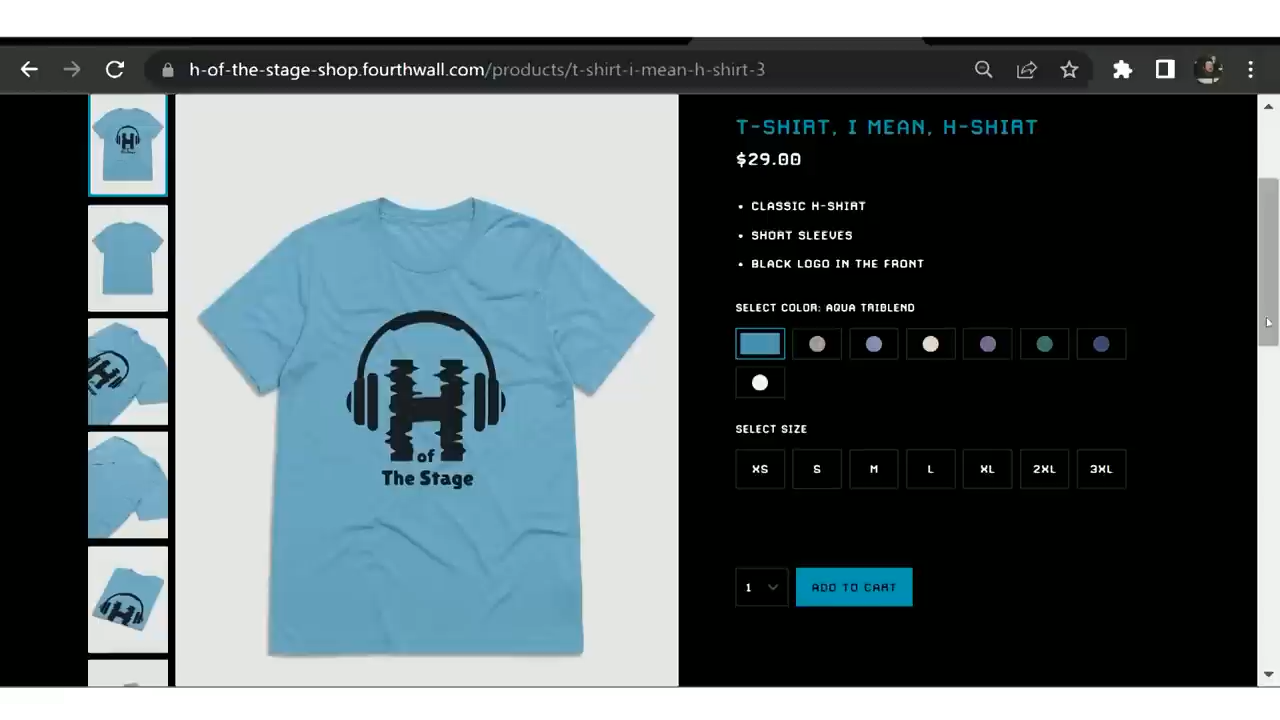 h-of-the-stage-shop.fourthwall.com/products/t-shirt-i-mean-h-shirt-3
T-SHIRT, I MEAN, H-SHIRT
$29.00
• CLASSIC H-SHIRT
• SHORT SLEEVES
• BLACK LOGO IN THE FRONT
SELECT COLOR: AQUA TRIBLEND
SELECT SIZE
XS S M L XL 2XL 3XL
1 ADD TO CART
H
of
The Stage